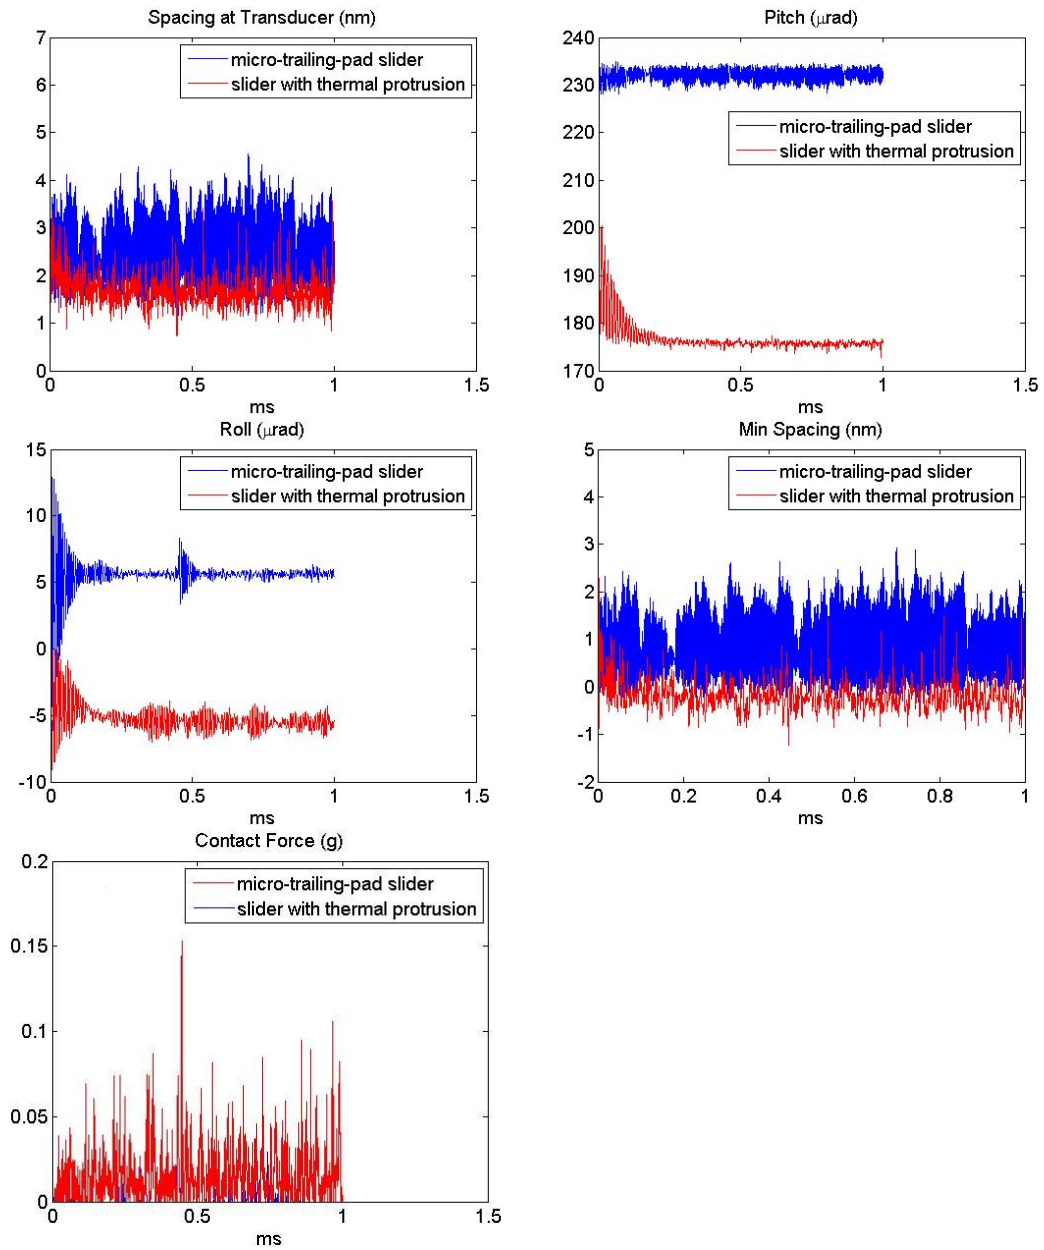 Spacing at Transducer (nm)
7
6
5
4
3
2
1
0
micro-trailing-pad slider
slider with thermal protrusion
0
0.5
1
1.5
ms
Pitch (μrad)
240
230
220
210
200
190
180
170
micro-trailing-pad slider
slider with thermal protrusion
0
0.5
1
1.5
ms
Roll (μrad)
15
10
5
0
-5
-10
micro-trailing-pad slider
slider with thermal protrusion
0
0.5
1
1.5
ms
Min Spacing (nm)
5
4
3
2
1
0
-1
-2
micro-trailing-pad slider
slider with thermal protrusion
0
0.2
0.4
0.6
0.8
1
ms
Contact Force (g)
0.2
0.15
0.1
0.05
0
micro-trailing-pad slider
slider with thermal protrusion
0
0.5
1
1.5
ms